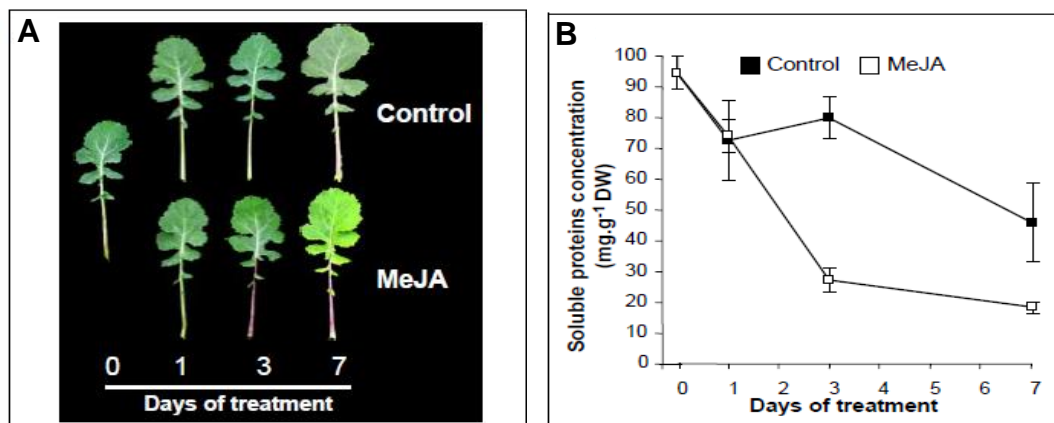 A
Control
MeJA
0 1 3 7
Days of treatment
B
Control MeJA
Soluble proteins concentration
(mg.g-1 DW)
100
90
80
70
60
50
40
30
20
10
0
0 1 2 3 4 5 6 7
Days of treatment